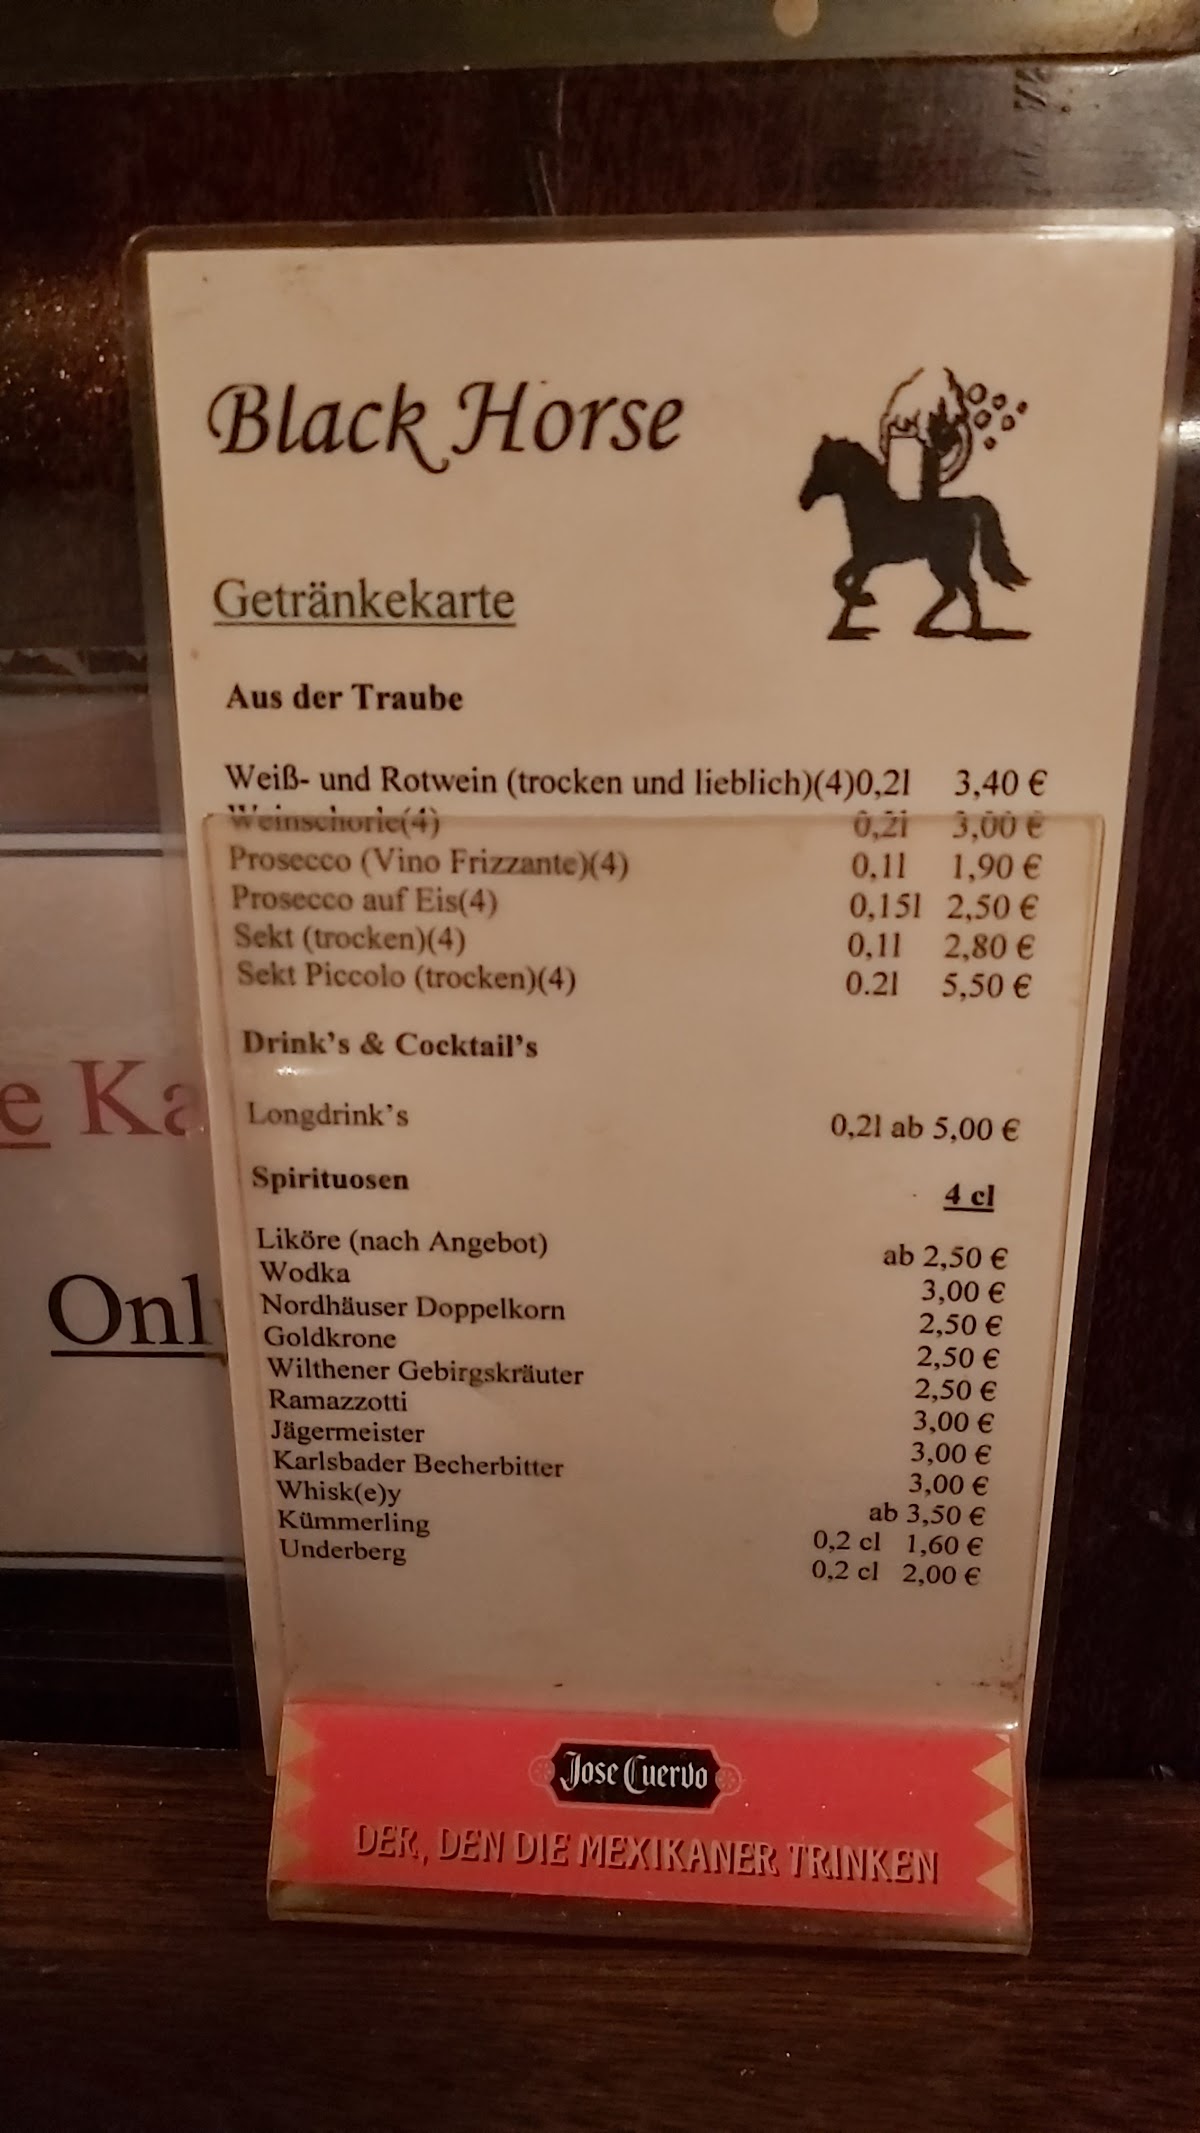 Black Horse
Getränkekarte
Aus der Traube
Weiß- und Rotwein (trocken und lieblich)(4)0,2l 3,40 €
Weinschorle(4) 0,2l 3,00 €
Prosecco (Vino Frizzante)(4) 0,1l 1,90 €
Prosecco auf Eis(4) 0,15l 2,50 €
Sekt (trocken)(4) 0,1l 2,80 €
Sekt Piccolo (trocken)(4) 0.2l 5,50 €
Drink's & Cocktail's
Longdrink's 0,2l ab 5,00 €
Spirituosen 4 cl
Liköre (nach Angebot) ab 2,50 €
Wodka 3,00 €
Nordhäuser Doppelkorn 2,50 €
Goldkrone 2,50 €
Wilthener Gebirgskräuter 2,50 €
Ramazzotti 3,00 €
Jägermeister 3,00 €
Karlsbader Becherbitter 3,00 €
Whisk(e)y ab 3,50 €
Kümmerling 0,2 cl 1,60 €
Underberg 0,2 cl 2,00 €
Jose Cuervo
DER, DEN DIE MEXIKANER TRINKEN
e Ka
Onl